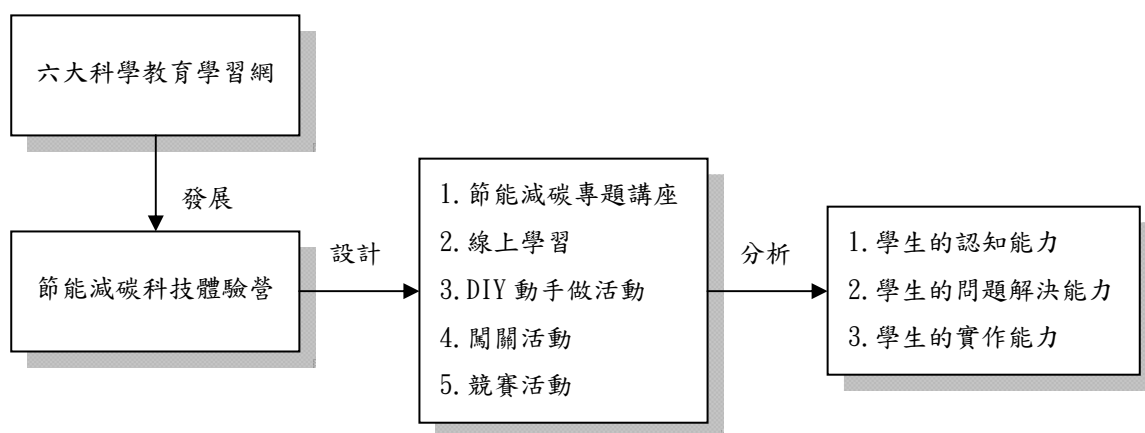 六大科學教育學習網
發展
節能減碳科技體驗營
設計
1.節能減碳專題講座
2.線上學習
3.DIY動手做活動
4.闖關活動
5.競賽活動
分析
1.學生的認知能力
2.學生的問題解決能力
3.學生的實作能力